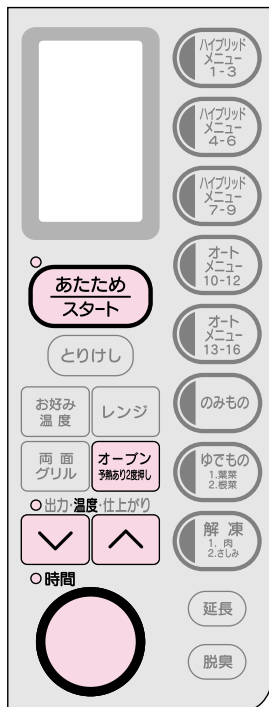 ハイブリッド
メニュー
1-3
ハイブリッド
メニュー
4-6
ハイブリッド
メニュー
7-9
オート
メニュー
10-12
オート
メニュー
13-16
のみもの
ゆでもの
1.葉菜
2.根菜
解凍
1. 肉
2.さしみ
延長
脱臭
あたため
スタート
とりけし
お好み
温度
レンジ
両面
グリル
オーブン
予熱あり2度押し
出力・温度・仕上がり
時間